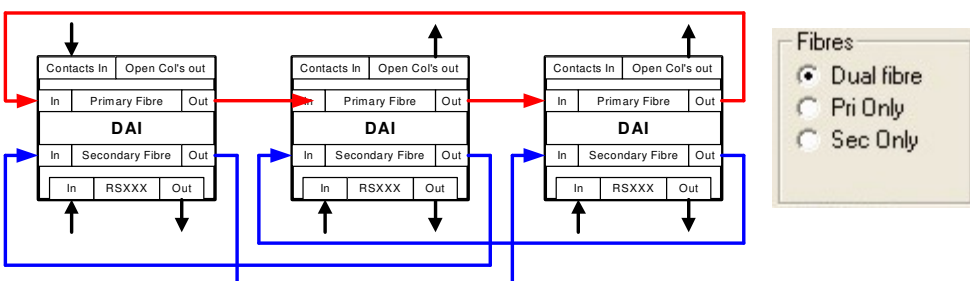 Contacts In Open Col's out
In Primary Fibre Out
DAI
In Secondary Fibre Out
In RSXXX Out
Contacts In Open Col's out
In Primary Fibre Out
DAI
In Secondary Fibre Out
In RSXXX Out
Contacts In Open Col's out
In Primary Fibre Out
DAI
In Secondary Fibre Out
In RSXXX Out
Fibres
Dual fibre
Pri Only
Sec Only